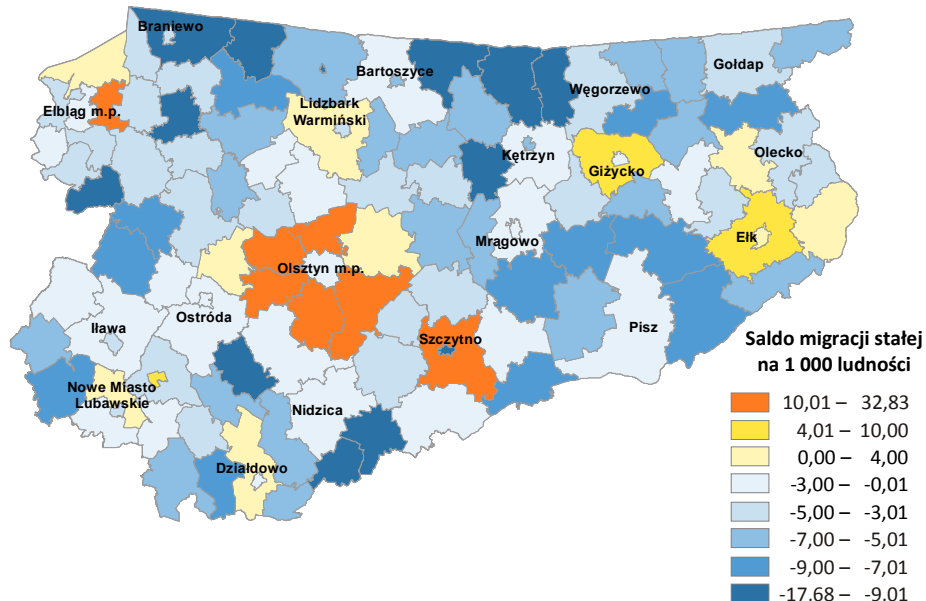 Braniewo
Bartoszyce
Gołdap
Węgorzewo
Elbląg m.p.
Lidzbark
Warmiński
Kętrzyn
Olecko
Giżycko
Mrągowo
Ełk
Olsztyn m.p.
Ostróda
Iława
Szczytno
Pisz
Nowe Miasto
Lubawskie
Nidzica
Działdowo
Saldo migracji stałej
na 1 000 ludności
10,01 – 32,83
4,01 – 10,00
0,00 – 4,00
-3,00 – -0,01
-5,00 – -3,01
-7,00 – -5,01
-9,00 – -7,01
-17,68 – -9,01